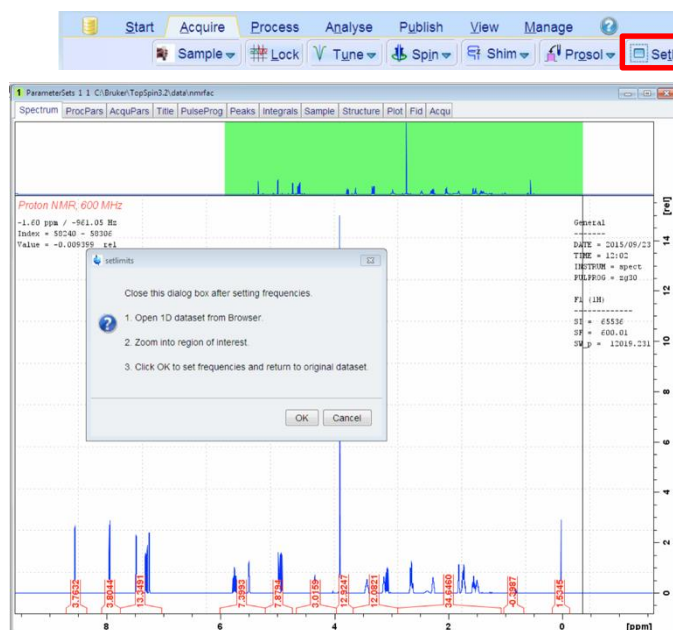 Start Acquire Process Analyse Publish View Manage
Sample Lock Tune Spin Shim Prosol Setl
1 ParameterSets 1 1 C:\Bruker\TopSpin3.2\data\nmrfac
Spectrum ProcPars AcquPars Title PulseProg Peaks Integrals Sample Structure Plot Fid Acqu
Proton NMR, 600 MHz
-1.60 ppm / -961.05 Hz
Index = 58240 - 58306
Value = -0.009399 rel
General
-------
DATE = 2015/09/23
TIME = 12:02
INSTRUM = spect
PULPROG = zg30
F1 (1H)
SI = 65536
SF = 600.01
SW_p = 12019.231
[rel]
14
12
10
8
6
4
2
0
setlimits
Close this dialog box after setting frequencies.
1. Open 1D dataset from Browser.
2. Zoom into region of interest.
3. Click OK to set frequencies and return to original dataset.
OK Cancel
3.7632 3.8044 13.3491 7.3993 7.8794 3.0159 12.9247 12.0821 34.6460 -0.3987 1.5345
8 6 4 2 0 [ppm]